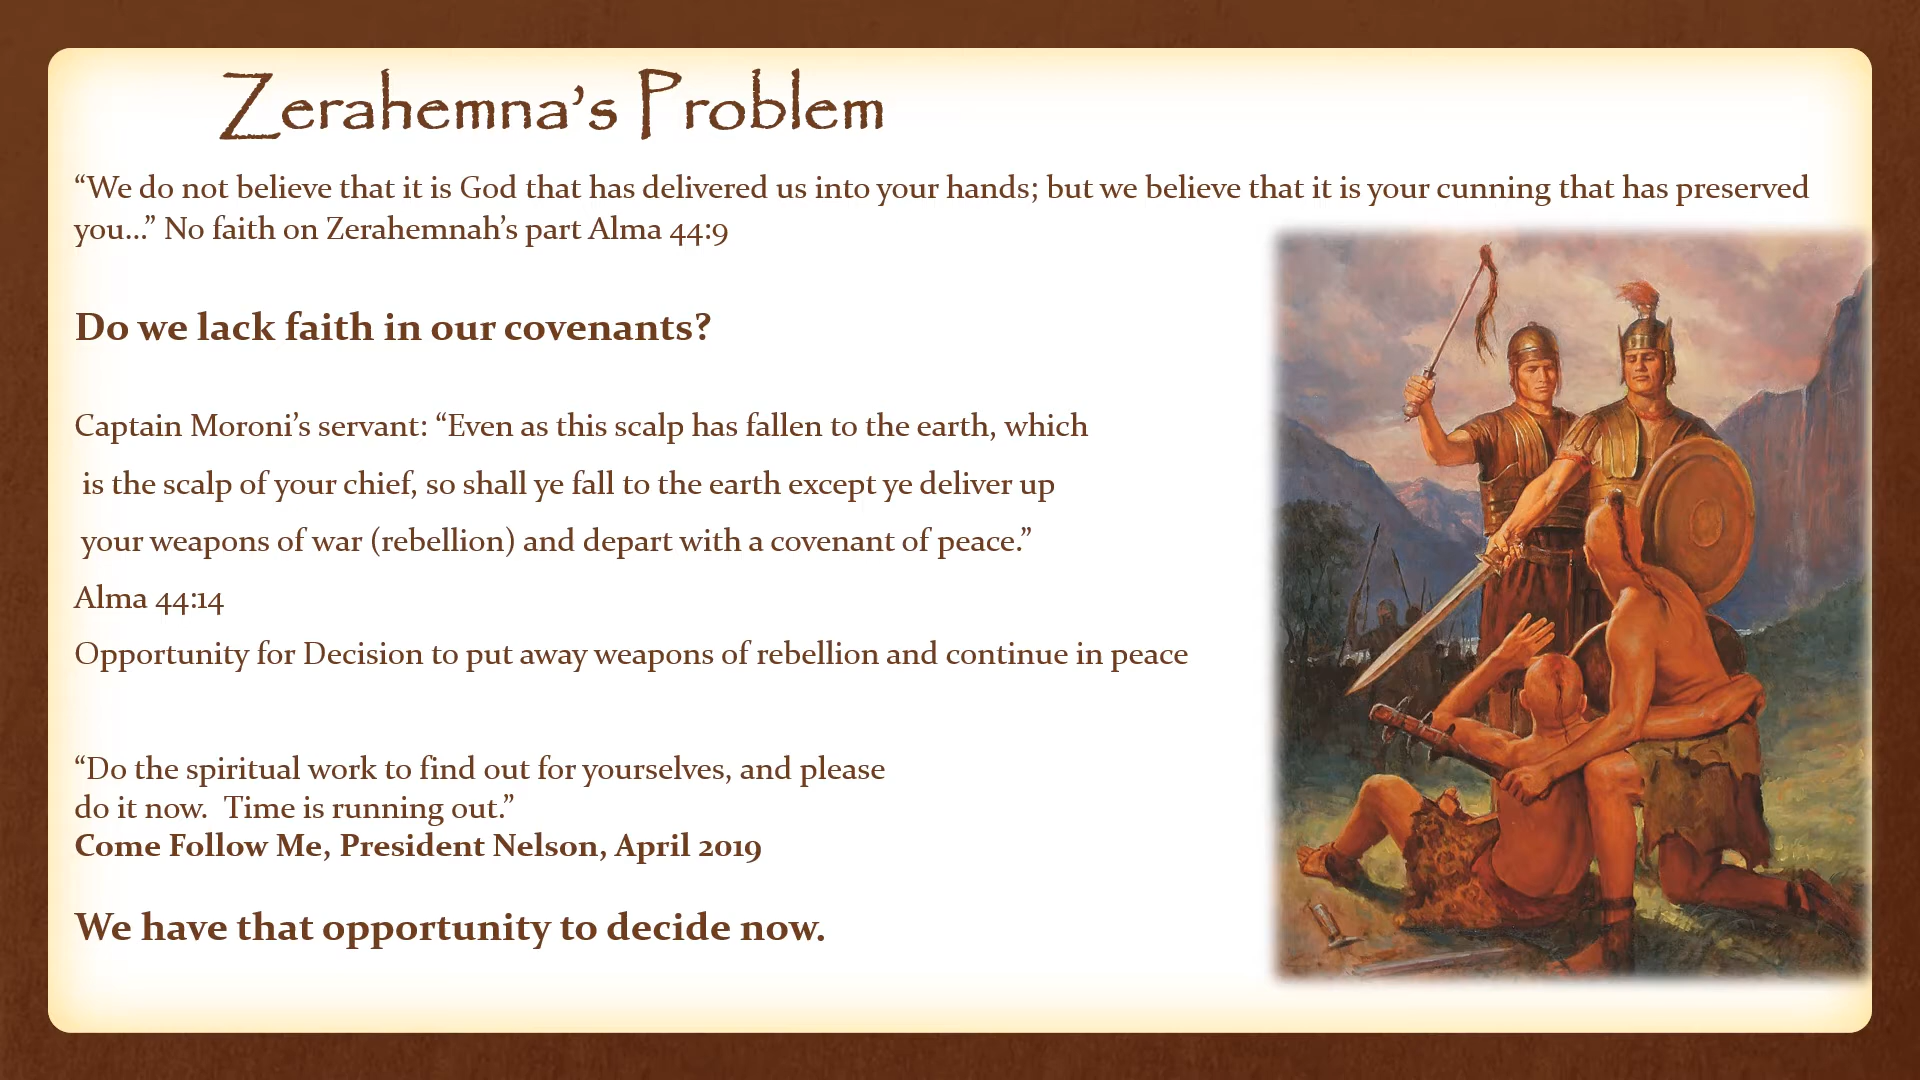 Zerahemna’s Problem
“We do not believe that it is God that has delivered us into your hands; but we believe that it is your cunning that has preserved
you…” No faith on Zerahemnah’s part Alma 44:9
Do we lack faith in our covenants?
Captain Moroni’s servant: “Even as this scalp has fallen to the earth, which
is the scalp of your chief, so shall ye fall to the earth except ye deliver up
your weapons of war (rebellion) and depart with a covenant of peace.”
Alma 44:14
Opportunity for Decision to put away weapons of rebellion and continue in peace
“Do the spiritual work to find out for yourselves, and please
do it now.  Time is running out.”
Come Follow Me, President Nelson, April 2019
We have that opportunity to decide now.